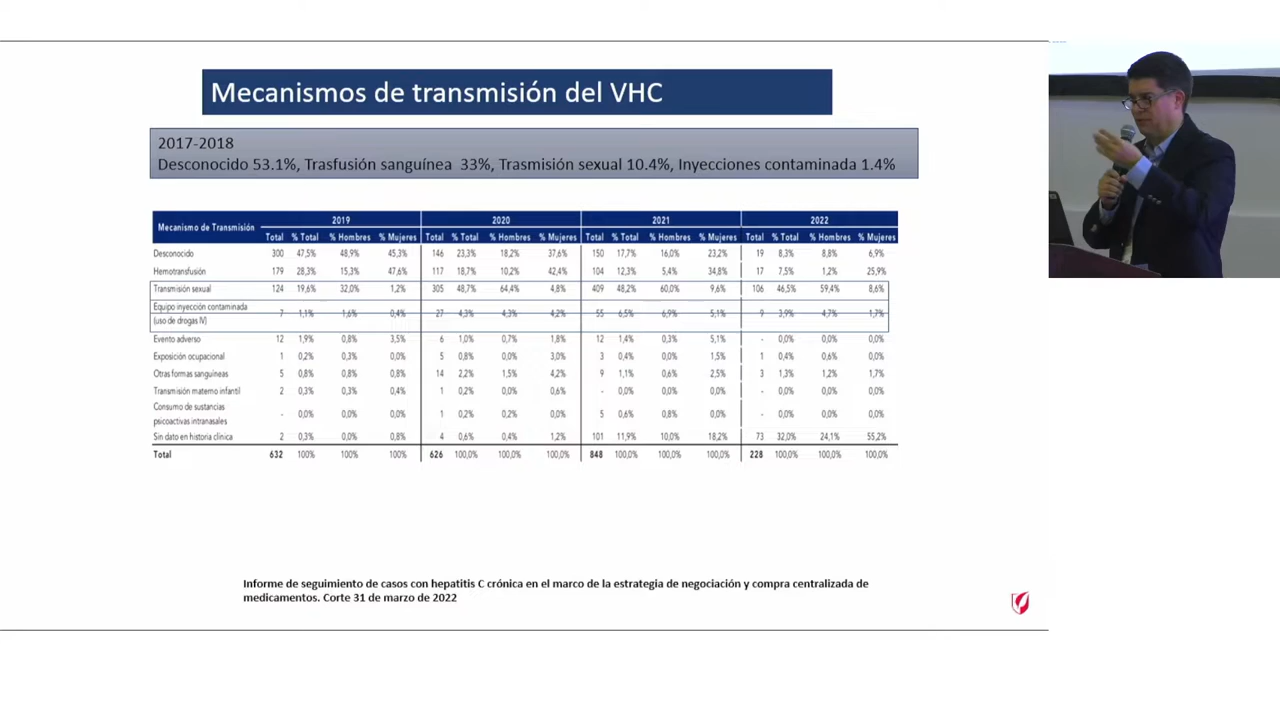 Mecanismos de transmisión del VHC
2017-2018
Desconocido 53.1%, Trasfusión sanguínea 33%, Trasmisión sexual 10.4%, Inyecciones contaminada 1.4%
Mecanismo de Transmisión 2019 2020 2021 2022
Total % Total % Hombres % Mujeres Total % Total % Hombres % Mujeres Total % Total % Hombres % Mujeres Total % Total % Hombres % Mujeres
Desconocido 300 47,5% 48,9% 45,3% 146 23,3% 18,2% 37,6% 150 17,7% 16,0% 23,2% 19 8,3% 8,8% 6,9%
Hemotransfusión 179 28,3% 15,3% 47,6% 117 18,7% 10,2% 42,4% 104 12,3% 5,4% 34,8% 17 7,5% 1,2% 25,9%
Transmisión sexual 124 19,6% 32,0% 1,2% 305 48,7% 64,4% 4,8% 409 48,2% 60,0% 9,6% 106 46,5% 59,4% 8,6%
Equipo inyección contaminada
(uso de drogas IV) 7 1,1% 1,6% 0,4% 27 4,3% 4,3% 4,2% 55 6,5% 6,9% 5,1% 9 3,9% 4,7% 1,7%
Evento adverso 12 1,9% 0,8% 3,5% 6 1,0% 0,7% 1,8% 12 1,4% 0,3% 5,1% - 0,0% 0,0% 0,0%
Exposición ocupacional 1 0,2% 0,3% 0,0% 5 0,8% 0,0% 3,0% 3 0,4% 0,0% 1,5% 1 0,4% 0,6% 0,0%
Otras formas sanguíneas 5 0,8% 0,8% 0,8% 14 2,2% 1,5% 4,2% 9 1,1% 0,6% 2,5% 3 1,3% 1,2% 1,7%
Transmisión materno infantil 2 0,3% 0,3% 0,4% 1 0,2% 0,0% 0,6% - 0,0% 0,0% 0,0% - 0,0% 0,0% 0,0%
Consumo de sustancias
psicoactivas intranasales - 0,0% 0,0% 0,0% 1 0,2% 0,2% 0,0% 5 0,6% 0,8% 0,0% - 0,0% 0,0% 0,0%
Sin dato en historia clínica 2 0,3% 0,0% 0,8% 4 0,6% 0,4% 1,2% 101 11,9% 10,0% 18,2% 73 32,0% 24,1% 55,2%
Total 632 100% 100% 100% 626 100,0% 100,0% 100,0% 848 100,0% 100,0% 100,0% 228 100,0% 100,0% 100,0%
Informe de seguimiento de casos con hepatitis C crónica en el marco de la estrategia de negociación y compra centralizada de
medicamentos. Corte 31 de marzo de 2022